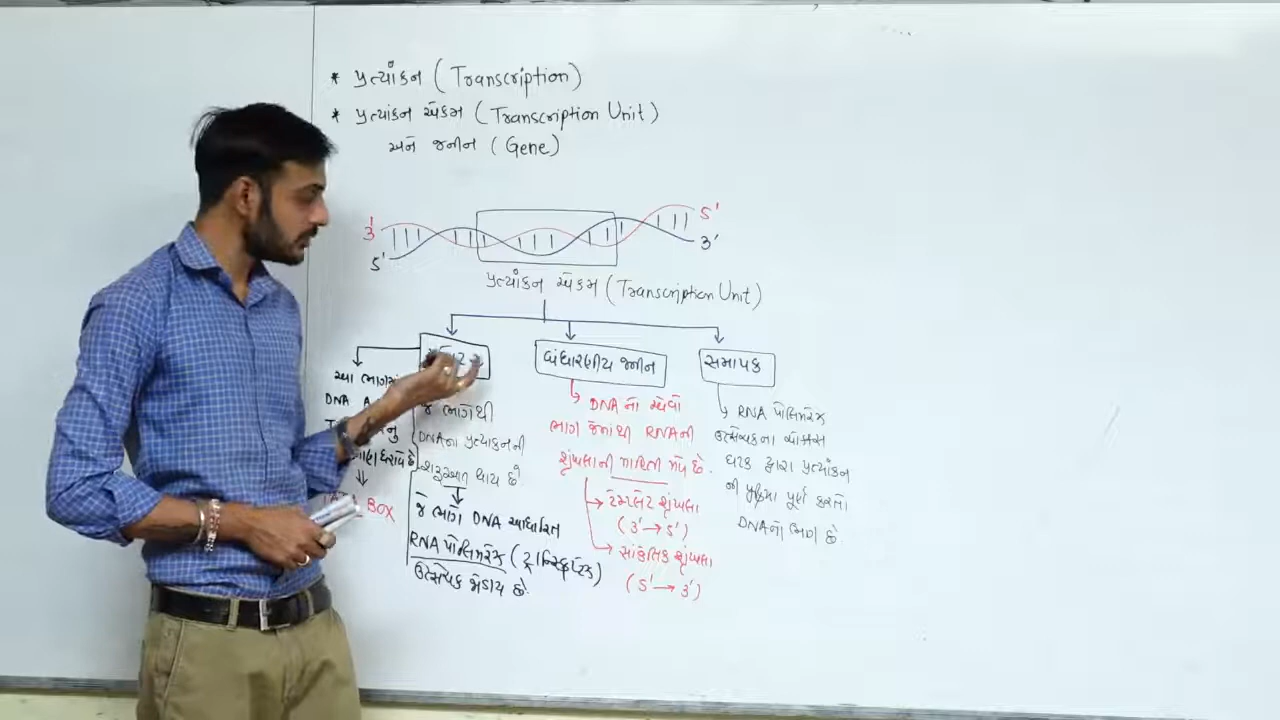 * પ્રત્યાંકન (Transcription)
* પ્રત્યાંકન એકમ (Transcription Unit)
અને જનીન (Gene)
3'
5'
5'
3'
પ્રત્યાંકન એકમ (Transcription Unit)
બંધારણીય જનીન
સમાપક
આ ભાગમાં
DNA A
BOX
જે ભાગેથી
DNAના પ્રત્યાંકનની
શરૂઆત થાય છે
જે ભાગે DNA આધારિત
RNA પોલિમરેઝ (ટ્રાન્સ્ક્રિપ્ટેઝ)
ઉત્સેચક જોડાય છે.
DNA નો એવો
ભાગ જેમાંથી RNAની
શૃંખલાની માહિતી મળે છે.
ટેમ્પલેટ શૃંખલા
(3' → 5')
સાંકેતિક શૃંખલા
(5' → 3')
RNA પોલિમરેઝ
ઉત્સેચકના ચોક્કસ
ઘટક દ્વારા પ્રત્યાંકન
ની પ્રક્રિયા પૂર્ણ કરતો
DNAનો ભાગ છે.